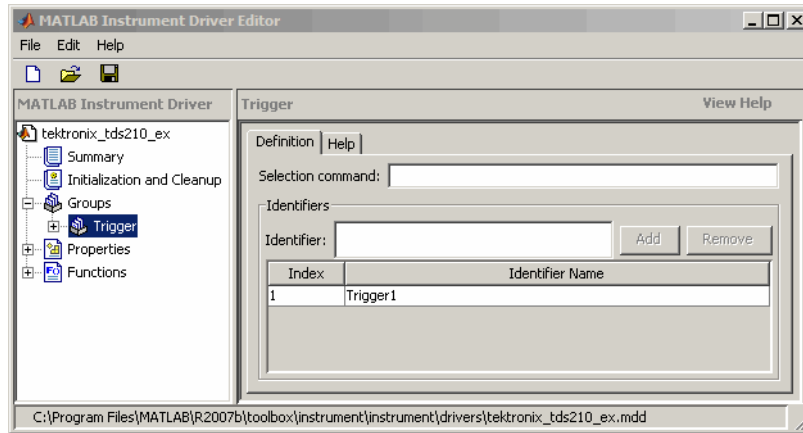 MATLAB Instrument Driver Editor
File Edit Help
MATLAB Instrument Driver
Trigger
View Help
tektronix_tds210_ex
Summary
Initialization and Cleanup
Groups
Trigger
Properties
Functions
Definition Help
Selection command:
Identifiers
Identifier:
Add Remove
Index Identifier Name
1 Trigger1
C:\Program Files\MATLAB\R2007b\toolbox\instrument\instrument\drivers\tektronix_tds210_ex.mdd